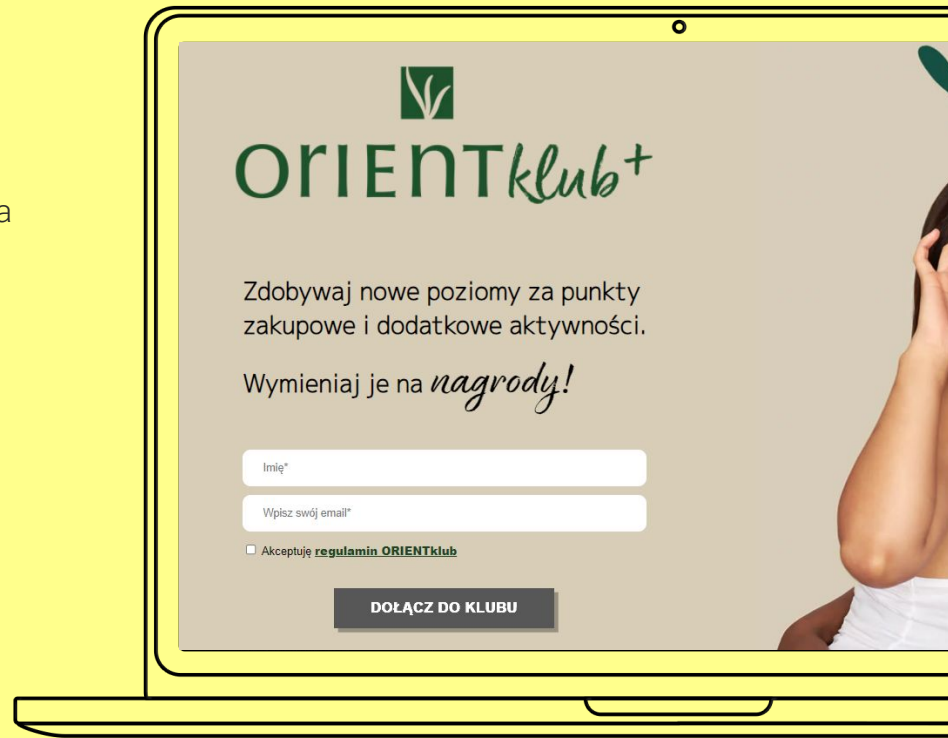 a
ORIENTklub+
Zdobywaj nowe poziomy za punkty
zakupowe i dodatkowe aktywności.
Wymieniaj je na nagrody!
Imię*
Wpisz swój email*
Akceptuję regulamin ORIENTklub
DOŁĄCZ DO KLUBU